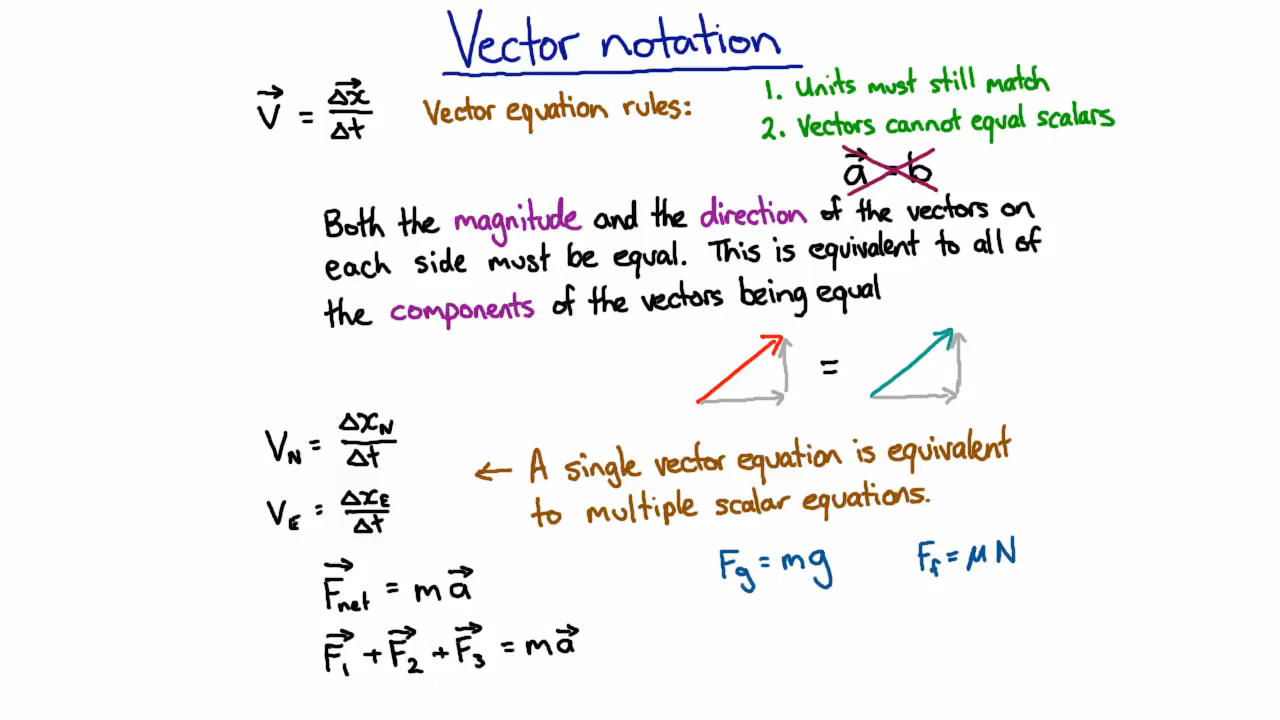 Vector notation
V⃗ = Δx⃗/Δt
Vector equation rules:
1. Units must still match
2. Vectors cannot equal scalars
a⃗ = b
Both the magnitude and the direction of the vectors on
each side must be equal. This is equivalent to all of
the components of the vectors being equal
=
V_N = Δx_N/Δt
V_E = Δx_E/Δt
← A single vector equation is equivalent
to multiple scalar equations.
F_g = mg
F_f = μN
F⃗_net = ma⃗
F⃗_1 + F⃗_2 + F⃗_3 = ma⃗